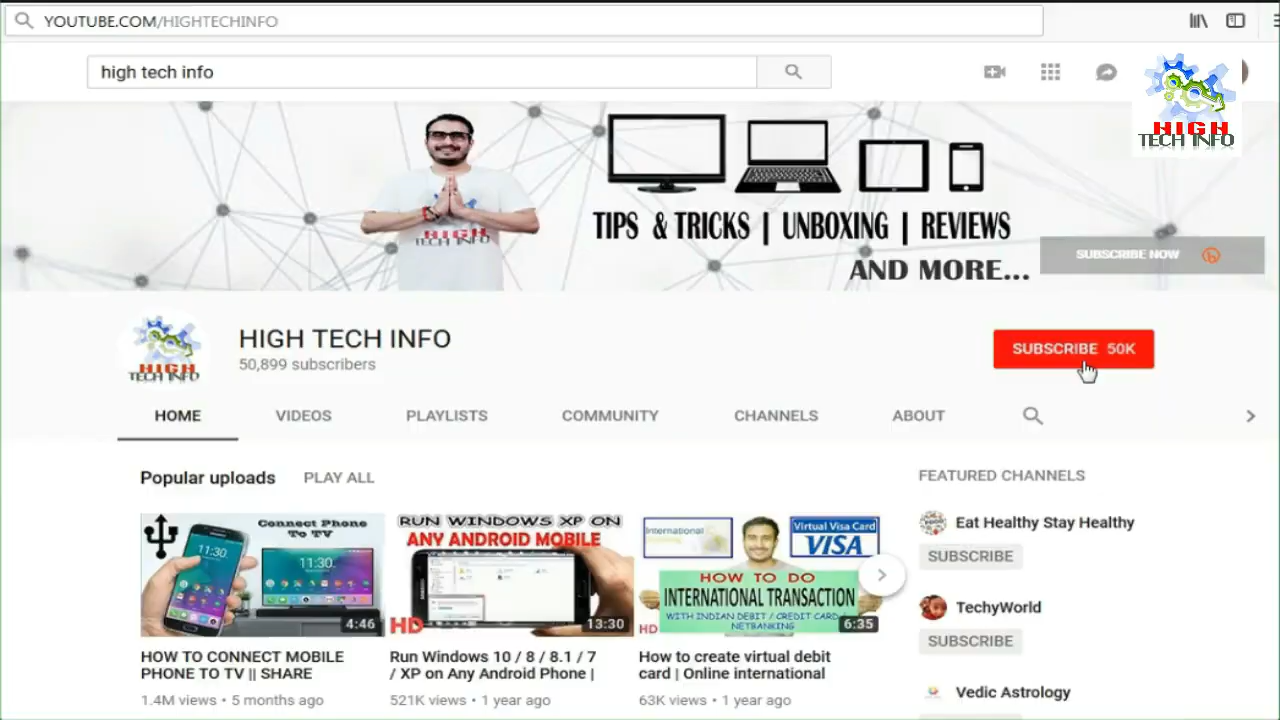 YOUTUBE.COM/HIGHTECHINFO
high tech info
HIGH
TECH INFO
TIPS & TRICKS | UNBOXING | REVIEWS
AND MORE...
HIGH
TECH INFO
SUBSCRIBE NOW
HIGH
TECH INFO
HIGH TECH INFO
50,899 subscribers
SUBSCRIBE 50K
HOME VIDEOS PLAYLISTS COMMUNITY CHANNELS ABOUT
Popular uploads PLAY ALL
Connect Phone
To TV
11:30
11:30
4:46
HOW TO CONNECT MOBILE
PHONE TO TV || SHARE
1.4M views • 5 months ago
RUN WINDOWS XP ON
ANY ANDROID MOBILE
HD
13:30
Run Windows 10 / 8 / 8.1 / 7
/ XP on Any Android Phone |
521K views • 1 year ago
International
Virtual Visa Card
VISA
HOW TO DO
INTERNATIONAL TRANSACTION
WITH INDIAN DEBIT / CREDIT CARD
NETBANKING
HD
6:35
How to create virtual debit
card | Online international
63K views • 1 year ago
FEATURED CHANNELS
Eat Healthy Stay Healthy
SUBSCRIBE
TechyWorld
SUBSCRIBE
Vedic Astrology